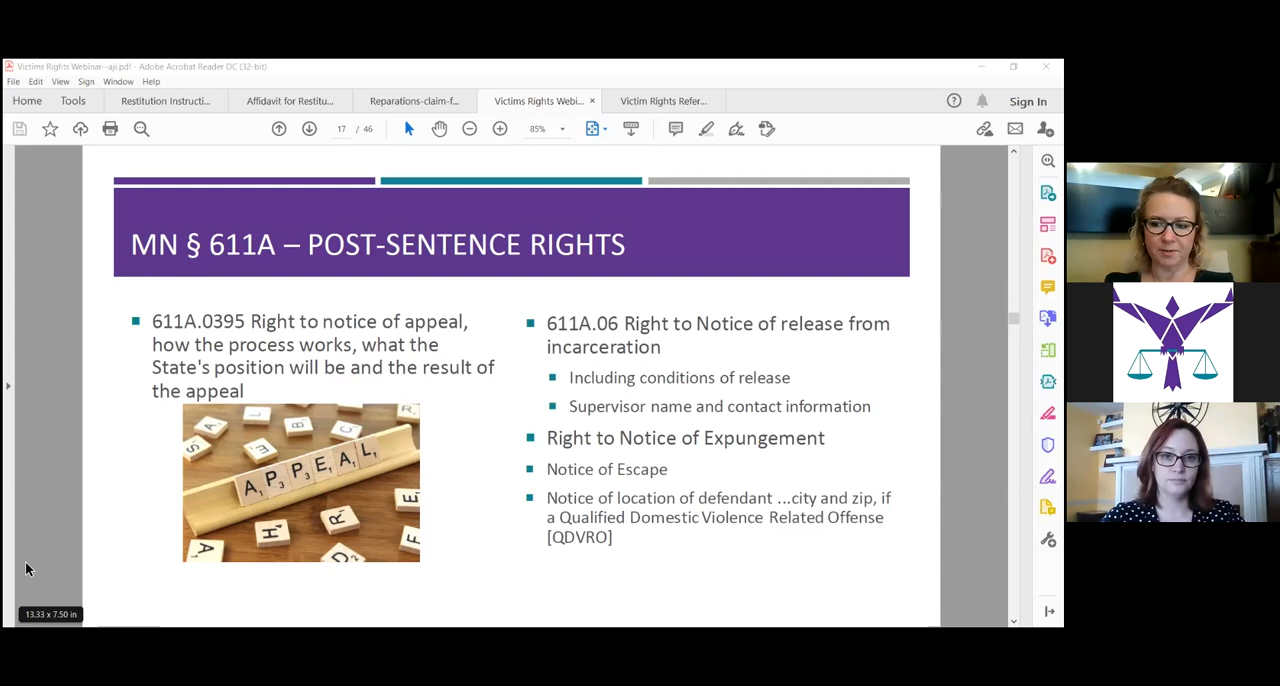 Victims Rights Webinar--aji.pdf - Adobe Acrobat Reader DC (32-bit)
File Edit View Sign Window Help
Home Tools Restitution Instructi... Affidavit for Restitu... Reparations-claim-f... Victims Rights Webi... × Victim Rights Refer... Sign In
17 / 46 85%
MN § 611A – POST-SENTENCE RIGHTS
611A.0395 Right to notice of appeal,
how the process works, what the
State's position will be and the result of
the appeal
A P P E A L
611A.06 Right to Notice of release from
incarceration
Including conditions of release
Supervisor name and contact information
Right to Notice of Expungement
Notice of Escape
Notice of location of defendant ...city and zip, if
a Qualified Domestic Violence Related Offense
[QDVRO]
13.33 x 7.50 in